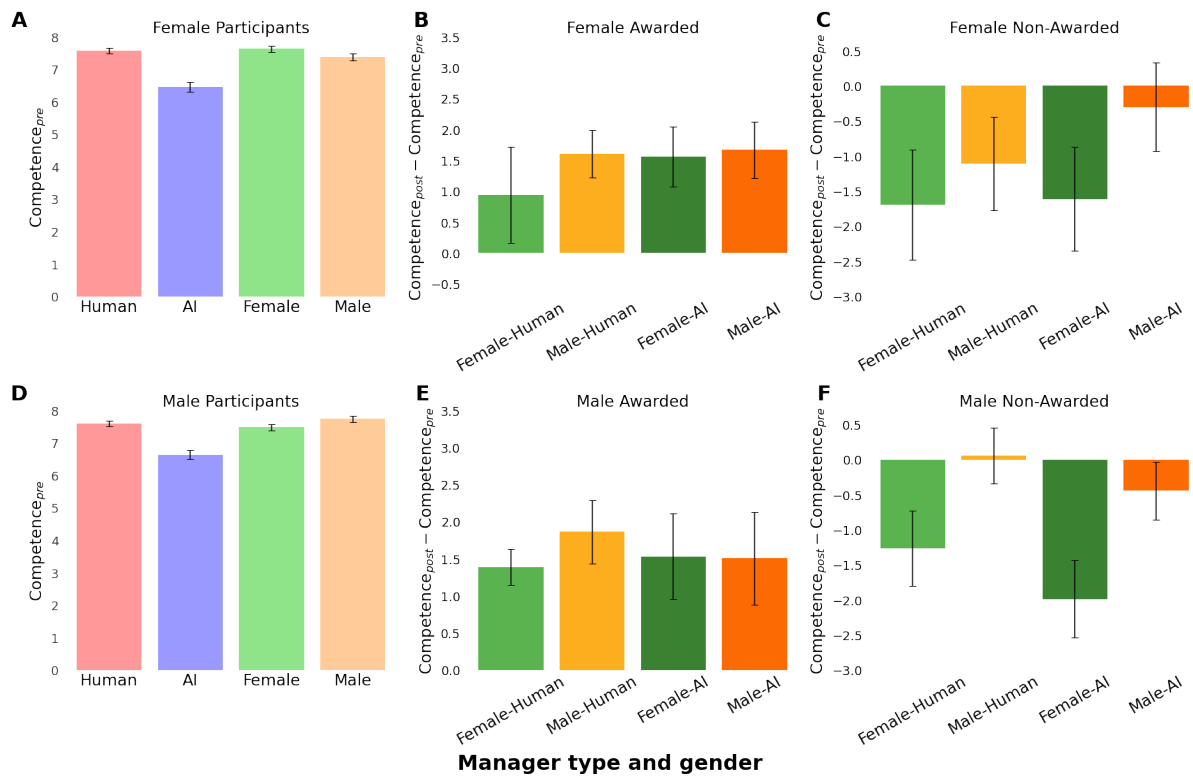 A
Female Participants
Competence_pre
8
7
6
5
4
3
2
1
0
Human AI Female Male
B
Female Awarded
Competence_post − Competence_pre
3.5
3.0
2.5
2.0
1.5
1.0
0.5
0.0
−0.5
Female-Human Male-Human Female-AI Male-AI
C
Female Non-Awarded
Competence_post − Competence_pre
0.5
0.0
−0.5
−1.0
−1.5
−2.0
−2.5
−3.0
Female-Human Male-Human Female-AI Male-AI
D
Male Participants
Competence_pre
8
7
6
5
4
3
2
1
0
Human AI Female Male
E
Male Awarded
Competence_post − Competence_pre
3.5
3.0
2.5
2.0
1.5
1.0
0.5
0.0
Female-Human Male-Human Female-AI Male-AI
F
Male Non-Awarded
Competence_post − Competence_pre
0.5
0.0
−0.5
−1.0
−1.5
−2.0
−2.5
−3.0
Female-Human Male-Human Female-AI Male-AI
Manager type and gender